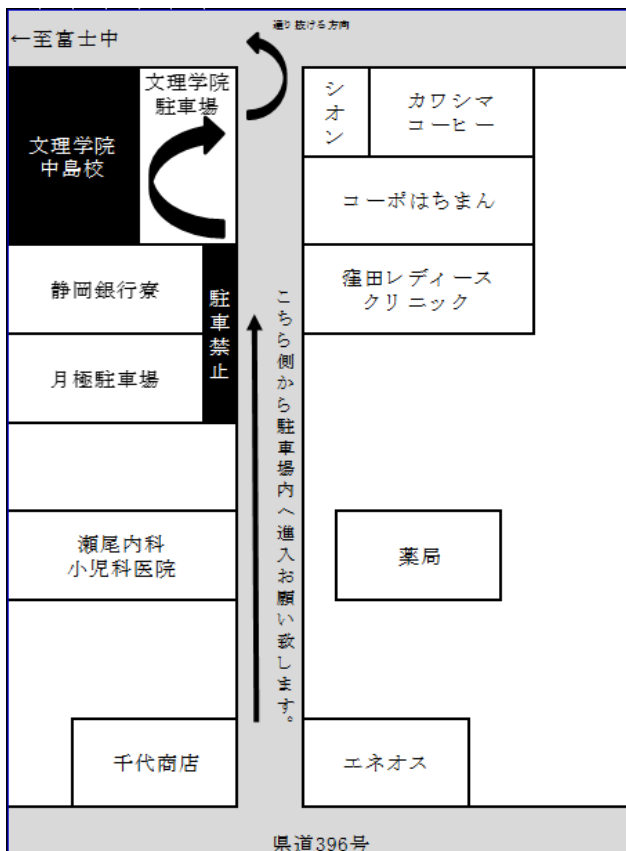 通り抜ける方向
←至富士中
文理学院
駐車場
シオン
カワシマ
コーヒー
文理学院
中島校
コーポはちまん
静岡銀行寮
駐車禁止
こちら側から駐車場内へ進入お願い致します。
窪田レディース
クリニック
月極駐車場
瀬尾内科
小児科医院
薬局
千代商店
エネオス
県道396号